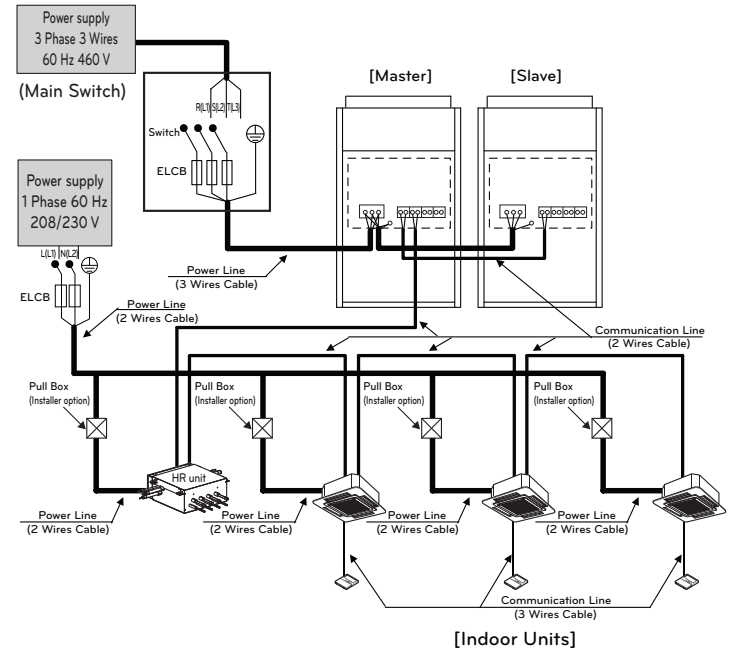 Power supply
3 Phase 3 Wires
60 Hz 460 V
(Main Switch)
[Master]
[Slave]
R(L1) S(L2) T(L3)
Switch
ELCB
Power supply
1 Phase 60 Hz
208/230 V
L(L1) N(L2)
ELCB
Power Line
(3 Wires Cable)
Power Line
(2 Wires Cable)
Communication Line
(2 Wires Cable)
Pull Box
(Installer option)
Pull Box
(Installer option)
Pull Box
(Installer option)
Pull Box
(Installer option)
HR unit
Power Line
(2 Wires Cable)
Power Line
(2 Wires Cable)
Power Line
(2 Wires Cable)
Power Line
(2 Wires Cable)
Communication Line
(3 Wires Cable)
[Indoor Units]